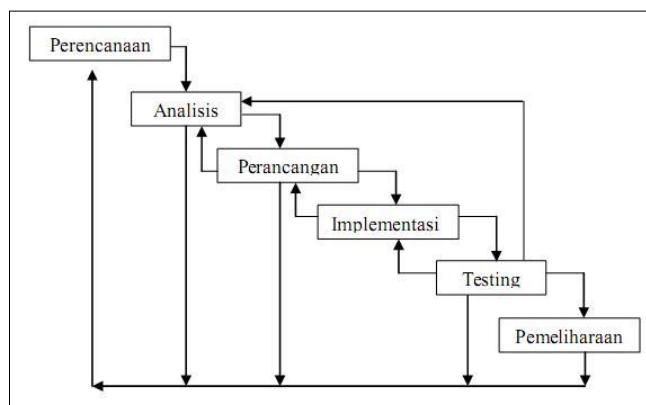 Perencanaan
Analisis
Perancangan
Implementasi
Testing
Pemeliharaan